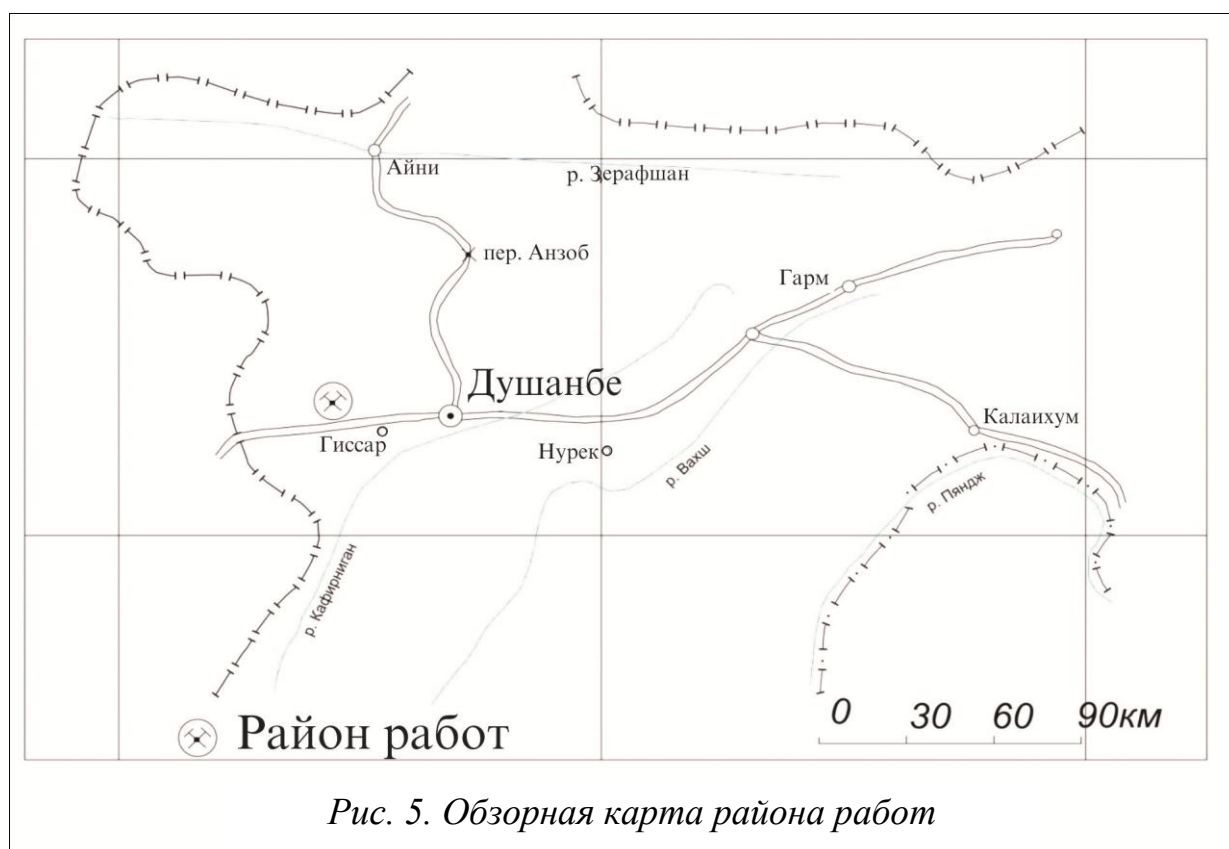 Айни
р. Зерафшан
пер. Анзоб
Гарм
Душанбе
Калаихум
Гиссар
Нурек
р. Вахш
р. Пяндж
р. Кафирниган
0 30 60 90км
Район работ
Рис. 5. Обзорная карта района работ